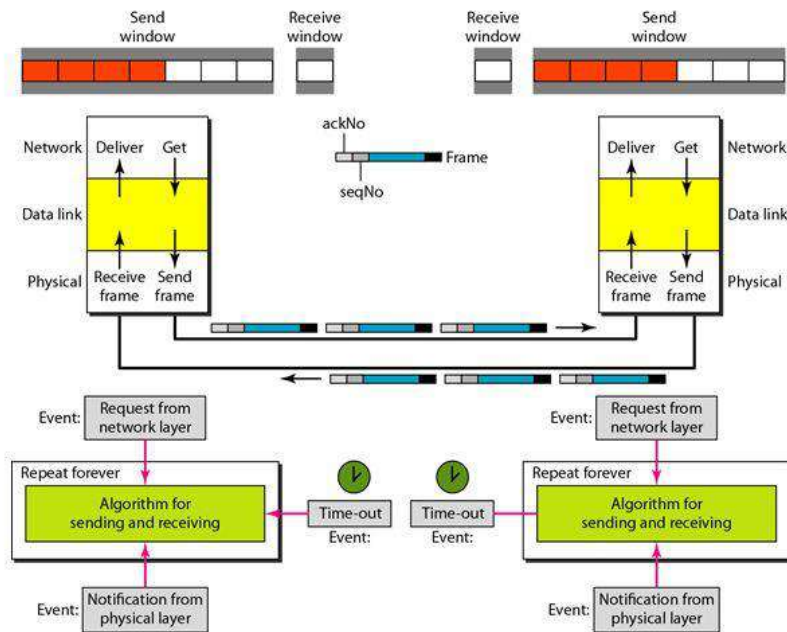 Send
window
Receive
window
Receive
window
Send
window
ackNo
Frame
seqNo
Network
Deliver
Get
Data link
Physical
Receive
frame
Send
frame
Deliver
Get
Network
Data link
Receive
frame
Send
frame
Physical
Event:
Request from
network layer
Event:
Request from
network layer
Repeat forever
Algorithm for
sending and receiving
Time-out
Event:
Time-out
Event:
Repeat forever
Algorithm for
sending and receiving
Event:
Notification from
physical layer
Event:
Notification from
physical layer